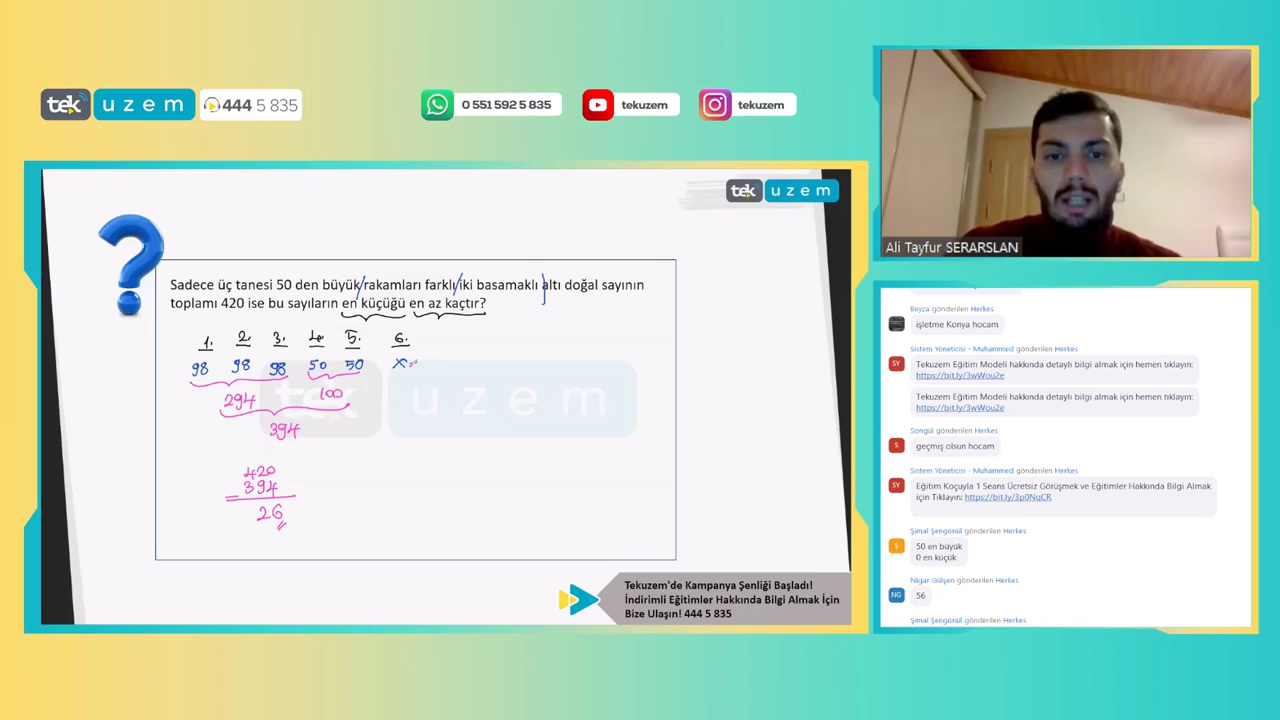 tek uzem 444 5 835
0 551 592 5 835
tekuzem
tekuzem
tek uzem
Sadece üç tanesi 50 den büyük rakamları farklı iki basamaklı altı doğal sayının
toplamı 420 ise bu sayıların en küçüğü en az kaçtır?
1. 2. 3. 4. 5. 6.
98 98 98 50 50 x
294 100
394
420
394
26
tek uzem
Tekuzem'de Kampanya Şenliği Başladı!
İndirimli Eğitimler Hakkında Bilgi Almak İçin
Bize Ulaşın! 444 5 835
Ali Tayfur SERARSLAN
Beyza gönderilen Herkes
işletme Konya hocam
Sistem Yöneticisi - Muhammed gönderilen Herkes
SY
Tekuzem Eğitim Modeli hakkında detaylı bilgi almak için hemen tıklayın:
https://bit.ly/3wWou2e
Tekuzem Eğitim Modeli hakkında detaylı bilgi almak için hemen tıklayın:
https://bit.ly/3wWou2e
Songül gönderilen Herkes
S
geçmiş olsun hocam
Sistem Yöneticisi - Muhammed gönderilen Herkes
SY
Eğitim Koçuyla 1 Seans Ücretsiz Görüşmek ve Eğitimler Hakkında Bilgi Almak
için Tıklayın: https://bit.ly/3p0NqCR
Şimal Şengönül gönderilen Herkes
Ş
50 en büyük
0 en küçük
Nigar Gülşen gönderilen Herkes
NG
56
Şimal Şengönül gönderilen Herkes